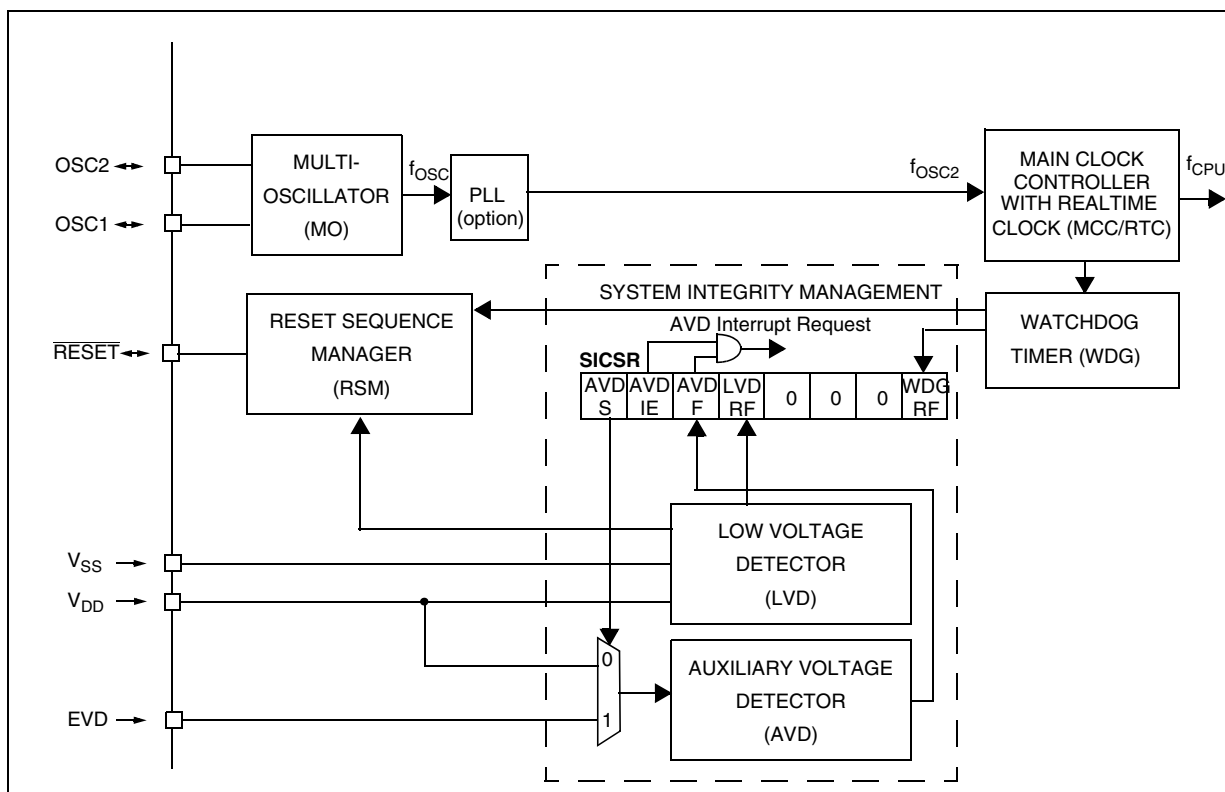 OSC2
OSC1
MULTI-
OSCILLATOR
(MO)
fOSC
PLL
(option)
fOSC2
MAIN CLOCK
CONTROLLER
WITH REALTIME
CLOCK (MCC/RTC)
fCPU
SYSTEM INTEGRITY MANAGEMENT
RESET
RESET SEQUENCE
MANAGER
(RSM)
AVD Interrupt Request
WATCHDOG
TIMER (WDG)
SICSR
AVD AVD AVD LVD 0 0 0 WDG
S IE F RF RF
VSS
VDD
LOW VOLTAGE
DETECTOR
(LVD)
EVD
0
1
AUXILIARY VOLTAGE
DETECTOR
(AVD)